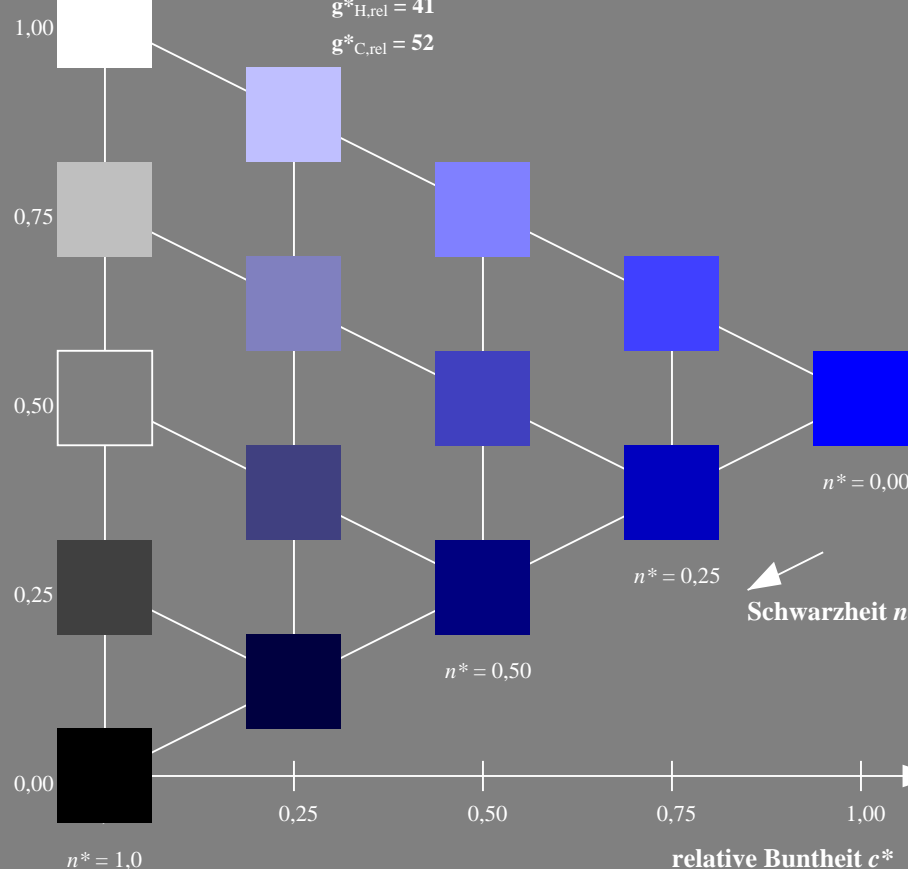 g*H,rel = 41
1,00
g*C,rel = 52
0,75
0,50
n* = 0,00
n* = 0,25
0,25
Schwarzheit n
n* = 0,50
0,00
0,25
0,50
0,75
1,00
n* = 1,0
relative Buntheit c*